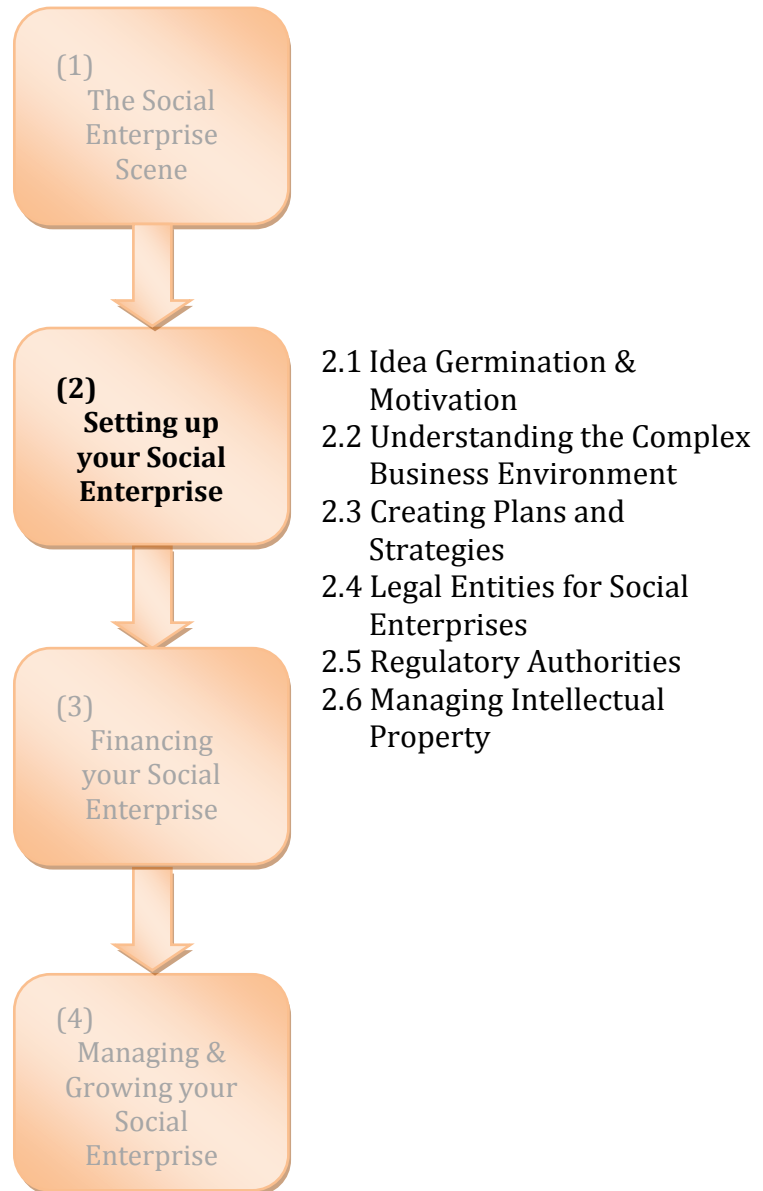 (1)
The Social
Enterprise
Scene
(2)
Setting up
your Social
Enterprise
2.1 Idea Germination &
Motivation
2.2 Understanding the Complex
Business Environment
2.3 Creating Plans and
Strategies
2.4 Legal Entities for Social
Enterprises
2.5 Regulatory Authorities
2.6 Managing Intellectual
Property
(3)
Financing
your Social
Enterprise
(4)
Managing &
Growing your
Social
Enterprise